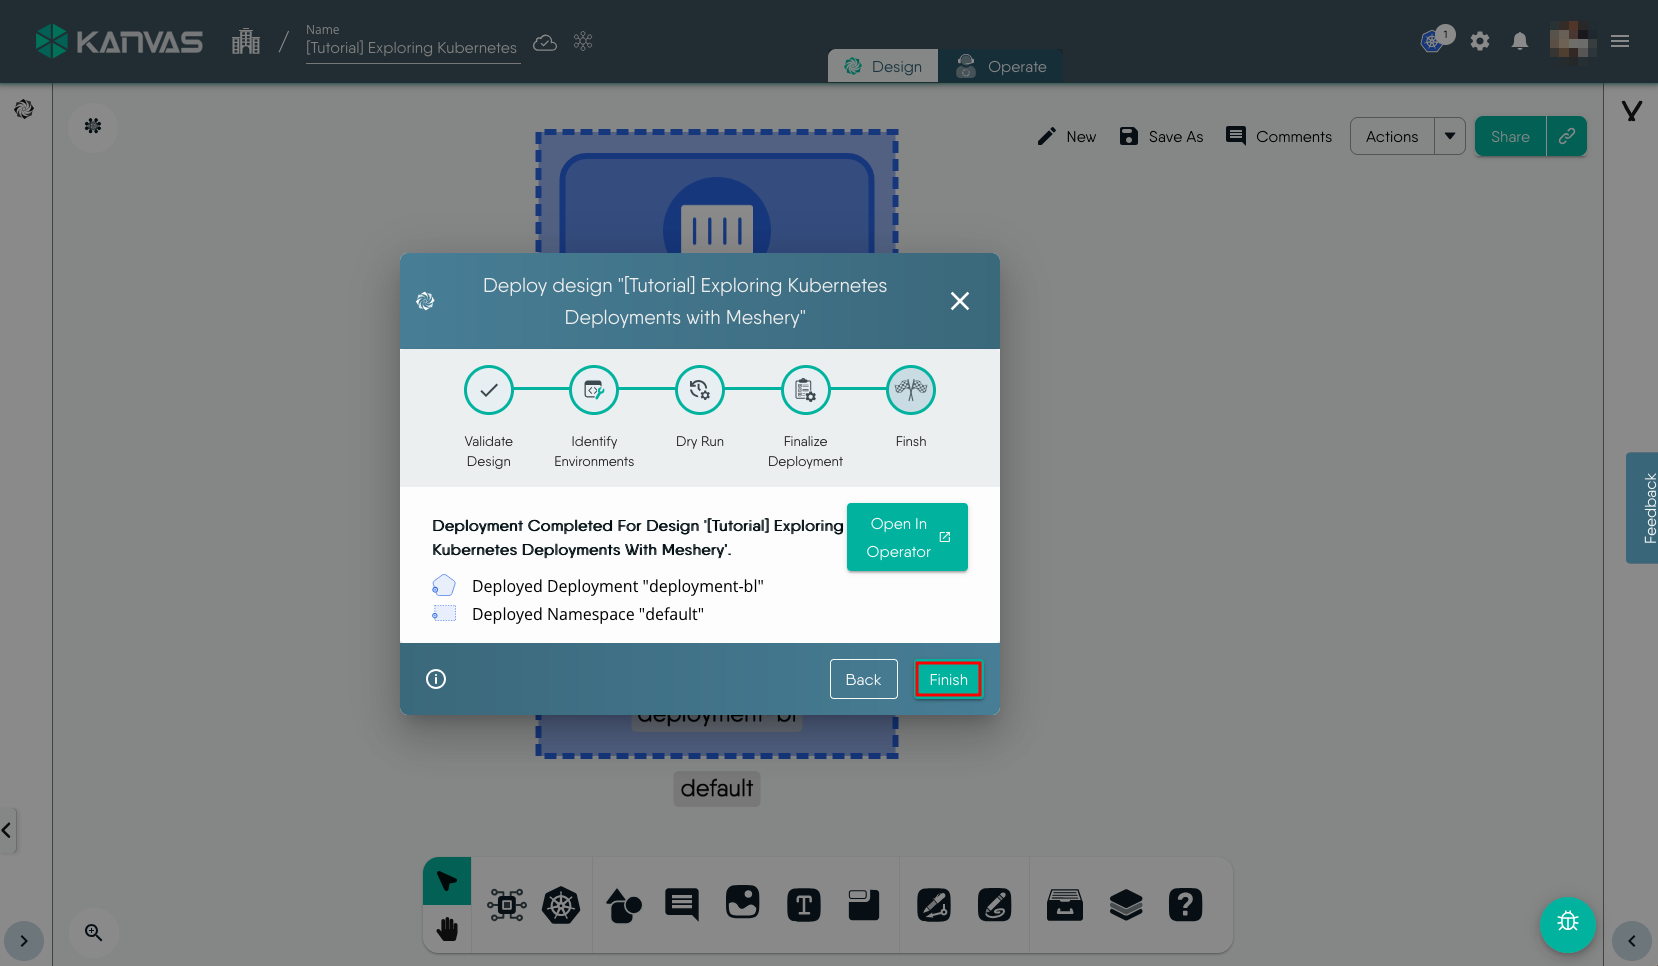 KANVAS
/
Name
[Tutorial] Exploring Kubernetes
1
Design
Operate
New
Save As
Comments
Actions
Share
Deploy design "[Tutorial] Exploring Kubernetes
Deployments with Meshery"
Validate
Design
Identify
Environments
Dry Run
Finalize
Deployment
Finsh
Deployment Completed For Design '[Tutorial] Exploring
Kubernetes Deployments With Meshery'.
Open In
Operator
Deployed Deployment "deployment-bl"
Deployed Namespace "default"
Back
Finish
deployment-bl
default
Feedback
T
?